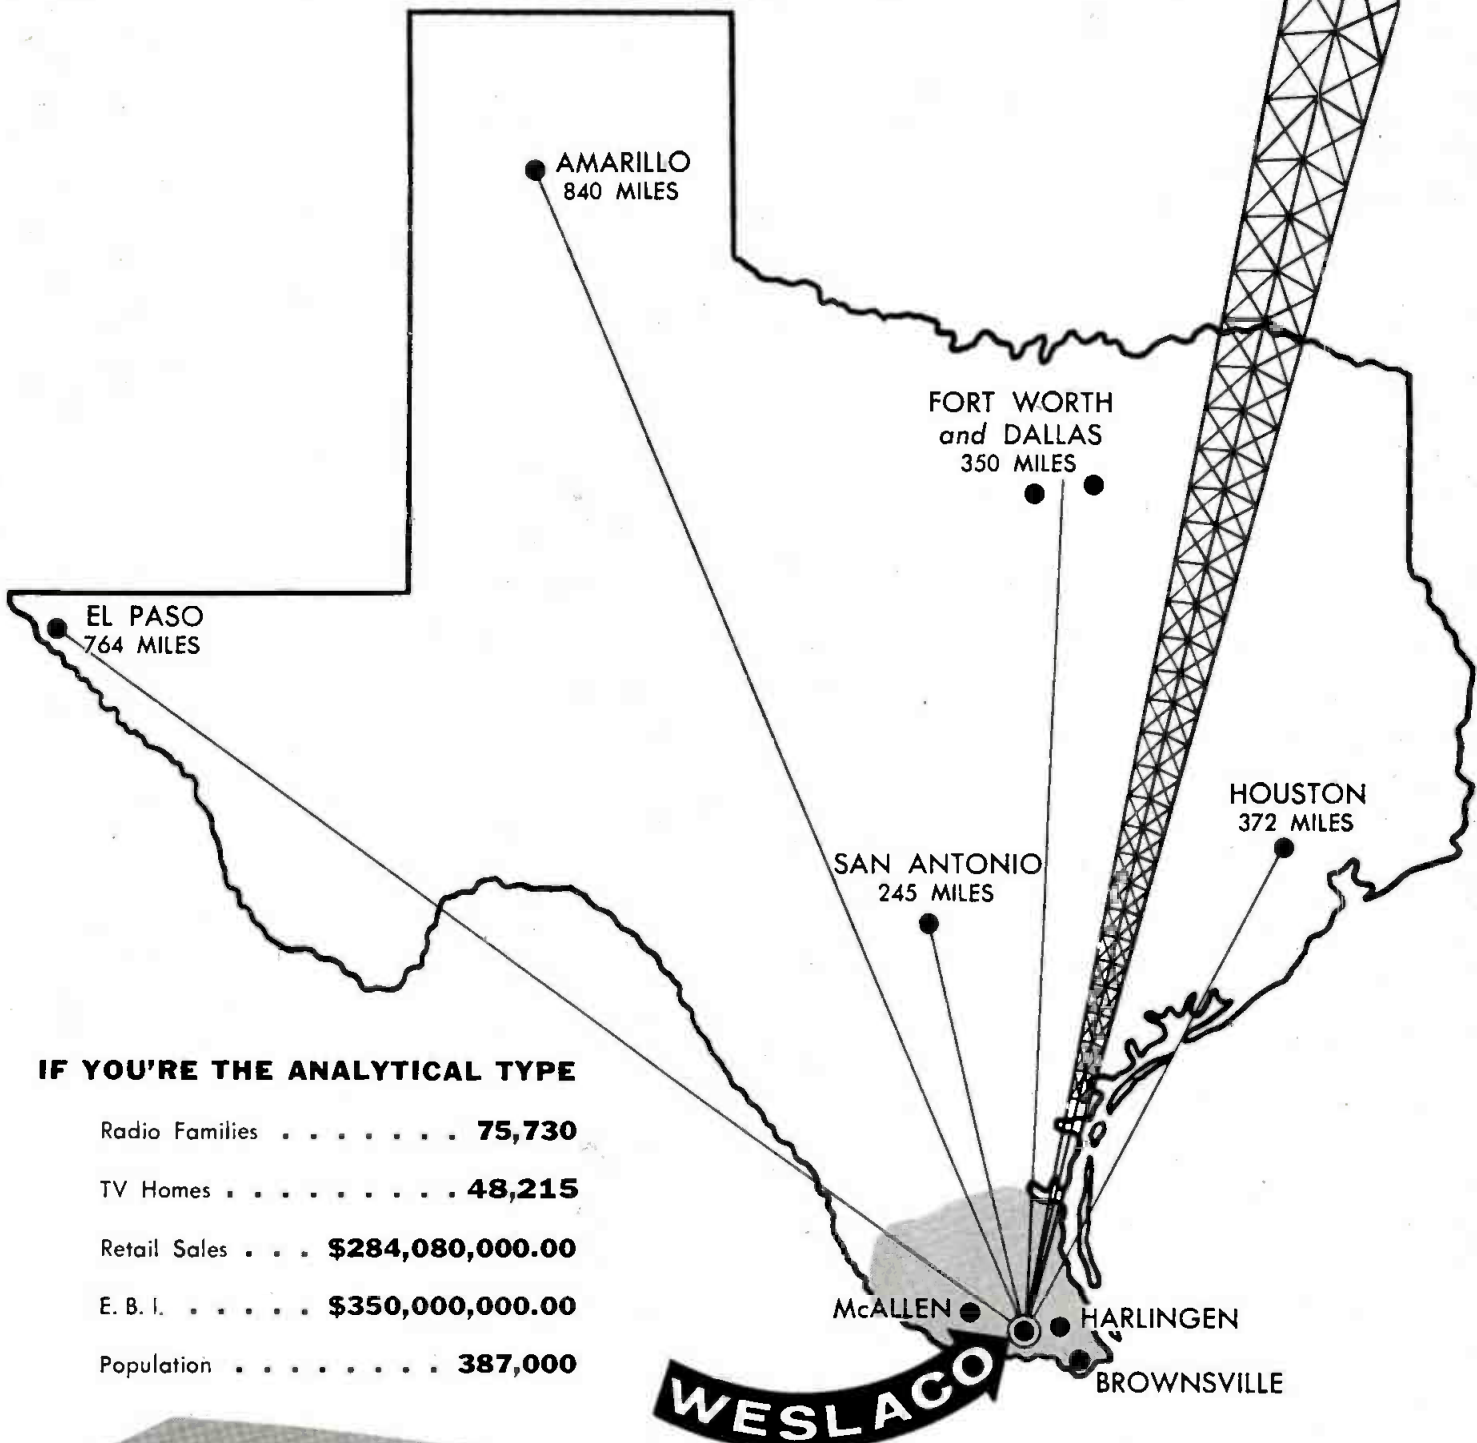 AMARILLO
840 MILES
FORT WORTH
and DALLAS
350 MILES
EL PASO
764 MILES
HOUSTON
372 MILES
SAN ANTONIO
245 MILES
IF YOU'RE THE ANALYTICAL TYPE
Radio Families . . . . . . . 75,730
TV Homes . . . . . . . . . 48,215
Retail Sales . . . $284,080,000.00
E. B. I. . . . . . $350,000,000.00
Population . . . . . . . . 387,000
McALLEN
HARLINGEN
BROWNSVILLE
WESLACO